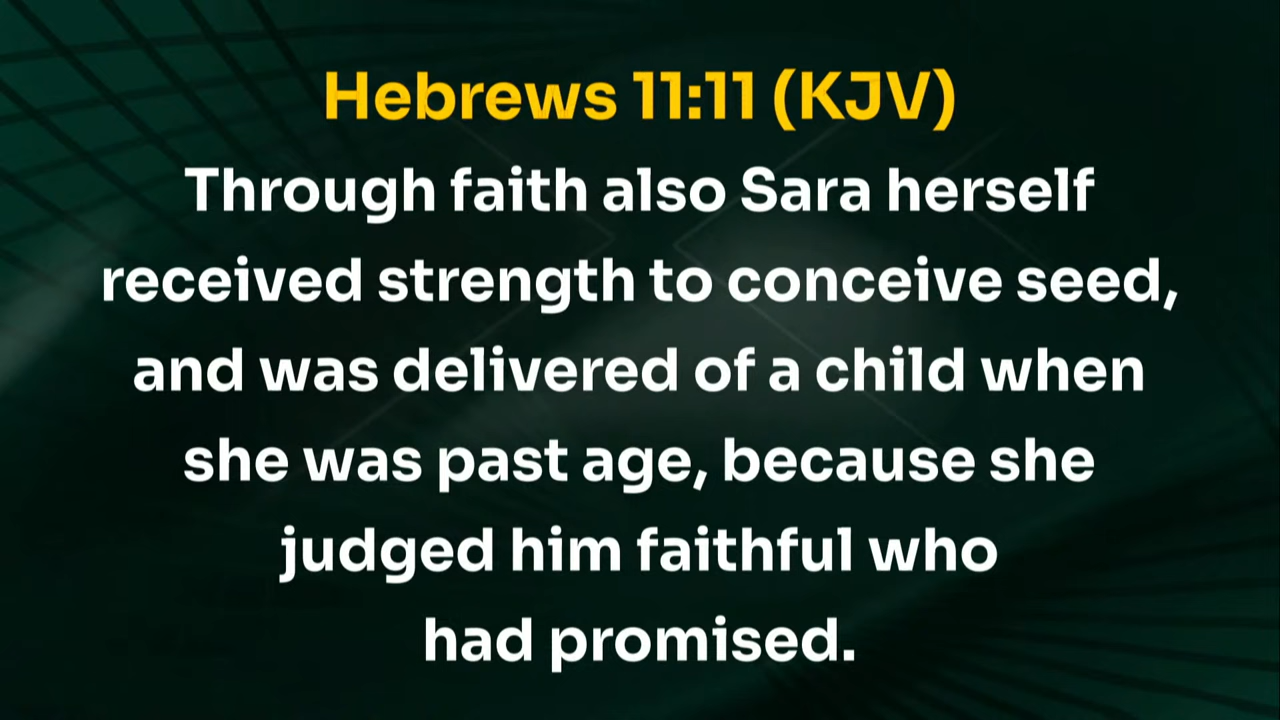 Hebrews 11:11 (KJV)
Through faith also Sara herself
received strength to conceive seed,
and was delivered of a child when
she was past age, because she
judged him faithful who
had promised.